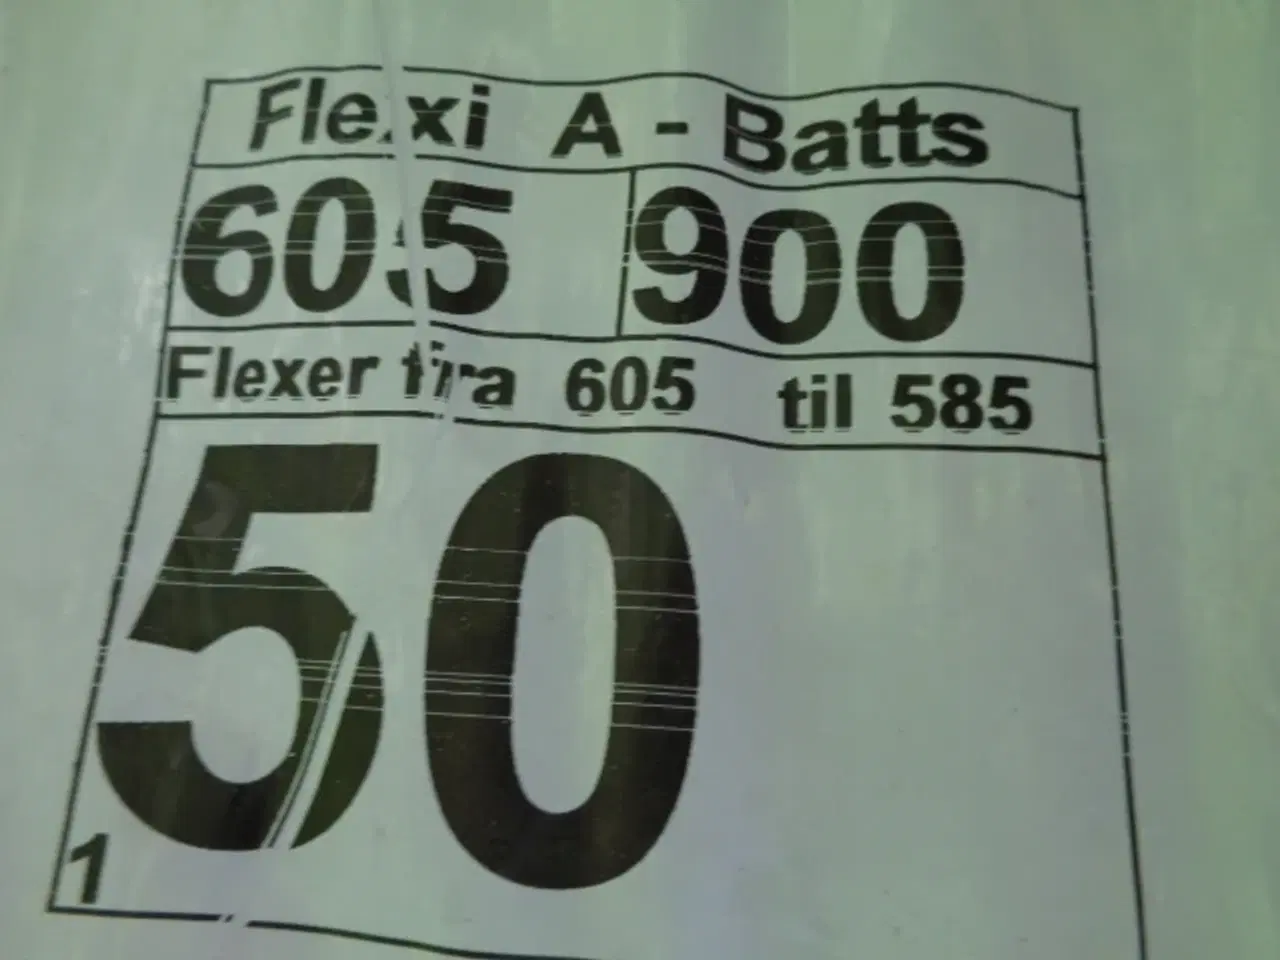 Flexi A - Batts
605 900
Flexer fra 605 til 585
50
1